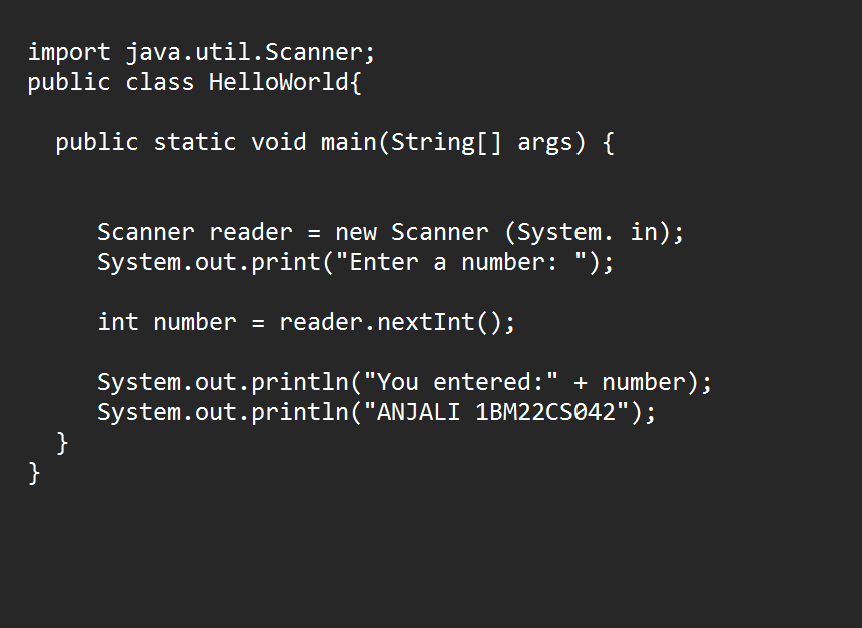 import java.util.Scanner;
public class HelloWorld{
public static void main(String[] args) {
Scanner reader = new Scanner (System. in);
System.out.print("Enter a number: ");
int number = reader.nextInt();
System.out.println("You entered:" + number);
System.out.println("ANJALI 1BM22CS042");
}
}